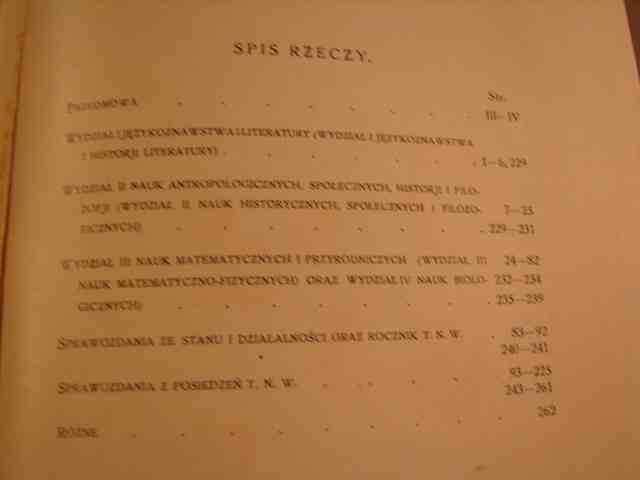 SPIS RZECZY.
Str.
PRZEDMOWA . . . . . . . III—IV
WYDZIAŁ I JĘZYKOZNAWSTWA I LITERATURY (WYDZIAŁ I JĘZYKOZNAWSTWA
I HISTORJI LITERATURY) . . . . . . . 1—6, 229
WYDZIAŁ II NAUK ANTROPOLOGICZNYCH, SPOŁECZNYCH, HISTORJI I FILO-
ZOFJI (WYDZIAŁ II NAUK HISTORYCZNYCH, SPOŁECZNYCH I FILOZO- 7—23
FICZNYCH) . . . . . . . . 229—231
WYDZIAŁ III NAUK MATEMATYCZNYCH I PRZYRODNICZYCH (WYDZIAŁ III 24—82
NAUK MATEMATYCZNO-FIZYCZNYCH) ORAZ WYDZIAŁ IV NAUK BIOLO- 232—234
GICZNYCH) . . . . . . . . 235—239
SPRAWOZDANIA ZE STANU I DZIAŁALNOŚCI ORAZ ROCZNIK T. N. W. . 83—92
240—241
SPRAWOZDANIA Z POSIEDZEŃ T. N. W. . . . . 93—225
243—261
RÓŻNE . . . . . . . . . 262